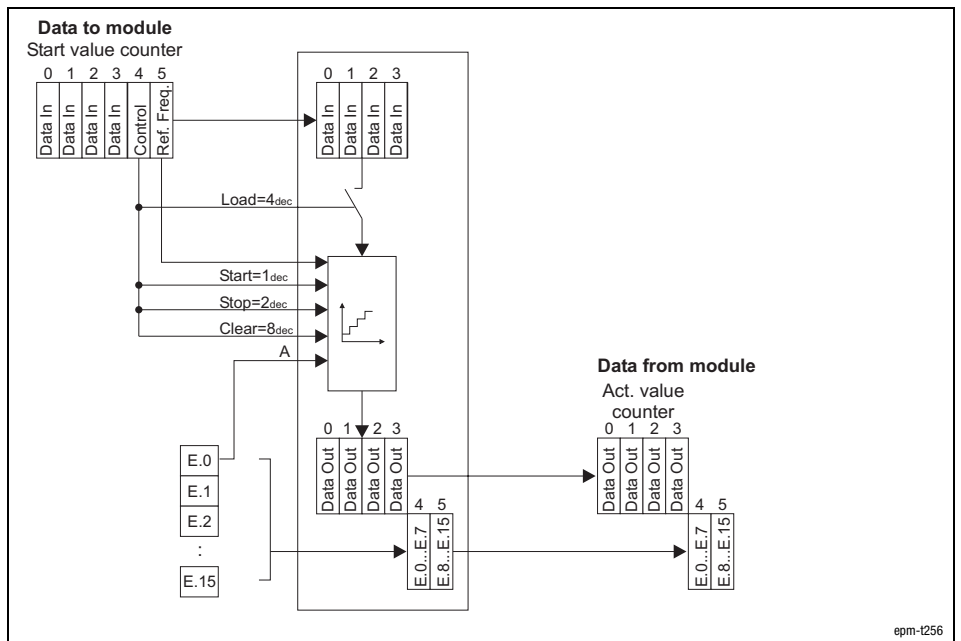 Data to module
Start value counter
0 1 2 3 4 5
Data In
Data In
Data In
Data In
Control
Ref. Freq.
0 1 2 3
Data In
Data In
Data In
Data In
Load=4dec
Start=1dec
Stop=2dec
Clear=8dec
A
Data from module
Act. value
counter
0 1 2 3
Data Out
Data Out
Data Out
Data Out
4 5
E.0...E.7
E.8...E.15
0 1 2 3
Data Out
Data Out
Data Out
Data Out
4 5
E.0...E.7
E.8...E.15
E.0
E.1
E.2
:
E.15
epm-t256